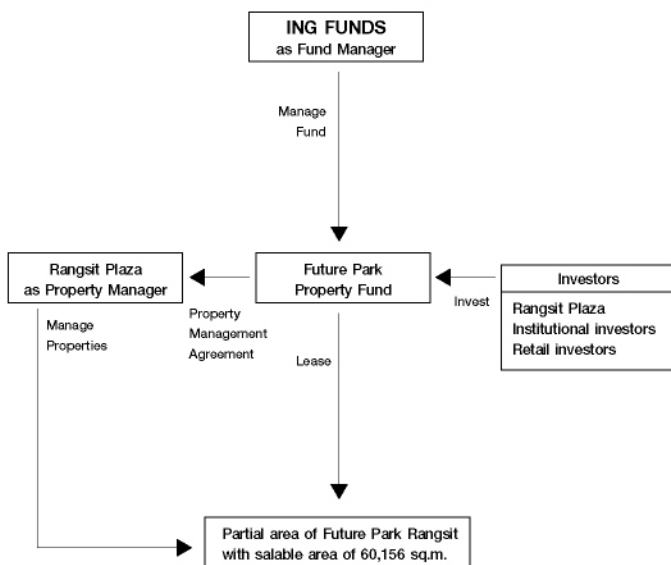 ING FUNDS
as Fund Manager
Manage
Fund
Rangsit Plaza
as Property Manager
Future Park
Property Fund
Investors
Rangsit Plaza
Institutional investors
Retail investors
Invest
Property
Management
Agreement
Manage
Properties
Lease
Partial area of Future Park Rangsit
with salable area of 60,156 sq.m.